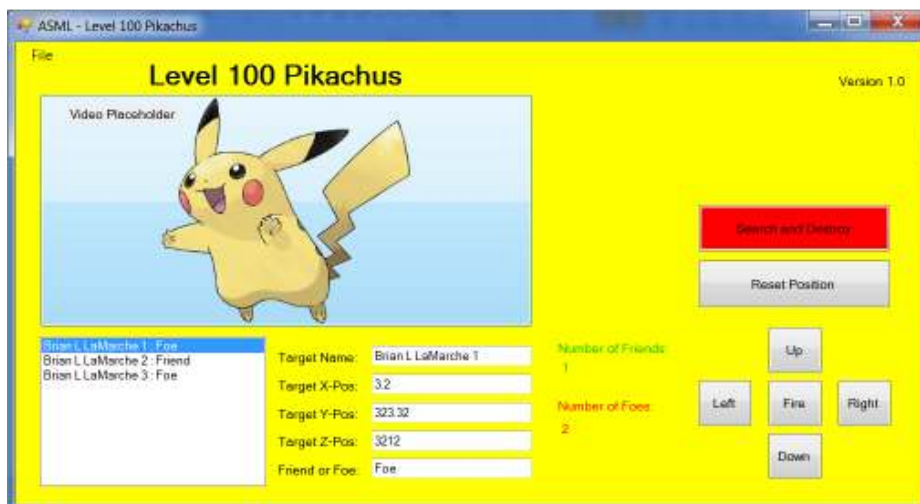 ASML - Level 100 Pikachus
File
Level 100 Pikachus
Version 1.0
Video Placeholder
Search and Destroy
Reset Position
Brian L LaMarche 1 : Foe
Brian L LaMarche 2 : Friend
Brian L LaMarche 3 : Foe
Target Name: Brian L LaMarche 1
Target X-Pos: 3.2
Target Y-Pos: 323.32
Target Z-Pos: 3212
Friend or Foe: Foe
Number of Friends:
1
Number of Foes:
2
Up
Left Fire Right
Down